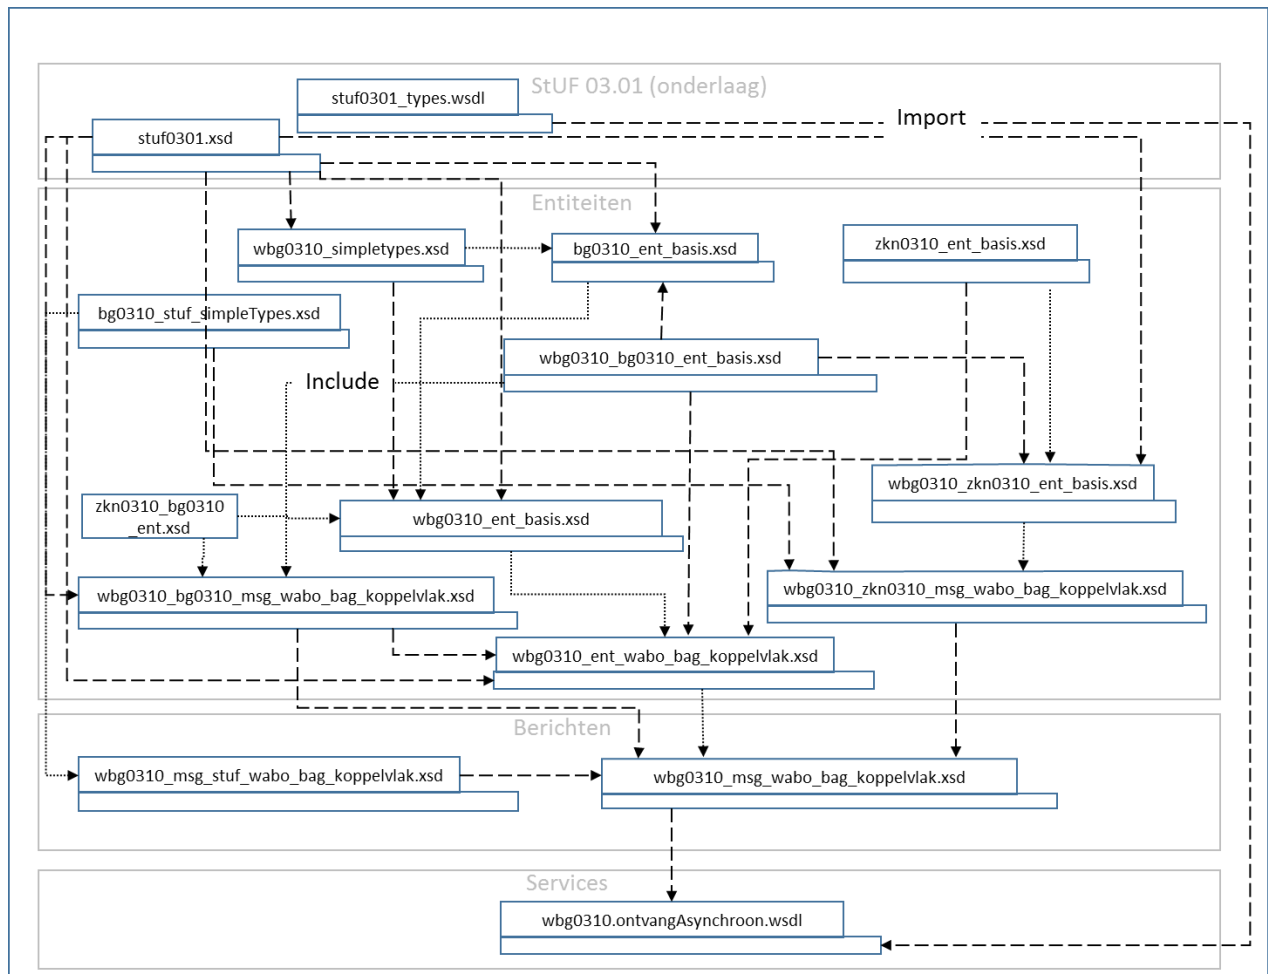 StUF 03.01 (onderlaag)
stuf0301_types.wsdl
Import
stuf0301.xsd
Entiteiten
wbg0310_simpletypes.xsd
bg0310_ent_basis.xsd
zkn0310_ent_basis.xsd
bg0310_stuf_simpleTypes.xsd
wbg0310_bg0310_ent_basis.xsd
Include
wbg0310_zkn0310_ent_basis.xsd
zkn0310_bg0310
_ent.xsd
wbg0310_ent_basis.xsd
wbg0310_bg0310_msg_wabo_bag_koppelvlak.xsd
wbg0310_zkn0310_msg_wabo_bag_koppelvlak.xsd
wbg0310_ent_wabo_bag_koppelvlak.xsd
Berichten
wbg0310_msg_stuf_wabo_bag_koppelvlak.xsd
wbg0310_msg_wabo_bag_koppelvlak.xsd
Services
wbg0310.ontvangAsynchroon.wsdl